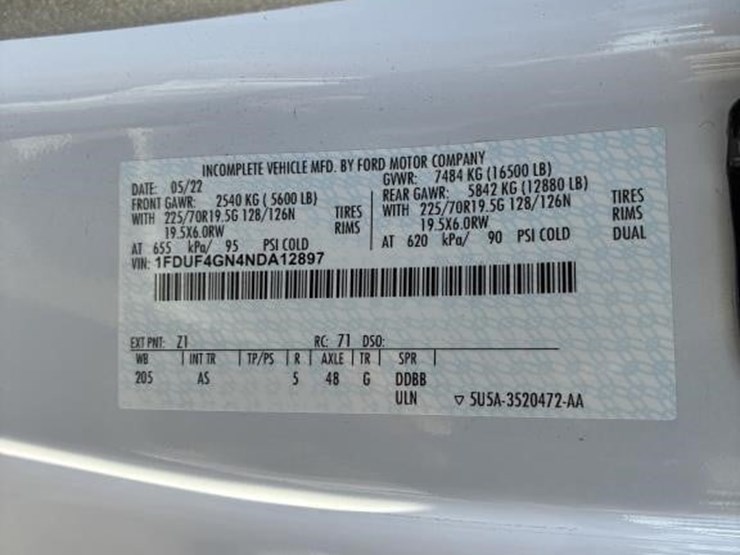 INCOMPLETE VEHICLE MFD. BY FORD MOTOR COMPANY
DATE: 05/22 GVWR: 7484 KG (16500 LB)
FRONT GAWR: 2540 KG ( 5600 LB) REAR GAWR: 5842 KG (12880 LB)
WITH 225/70R19.5G 128/126N TIRES WITH 225/70R19.5G 128/126N TIRES
19.5X6.0RW RIMS 19.5X6.0RW RIMS
AT 655 kPa/ 95 PSI COLD AT 620 kPa/ 90 PSI COLD DUAL
VIN: 1FDUF4GN4NDA12897
EXT PNT: Z1 RC: 71 DSO:
WB INT TR TP/PS R AXLE TR SPR
205 AS 5 48 G DDBB
ULN ▽ 5U5A-3520472-AA